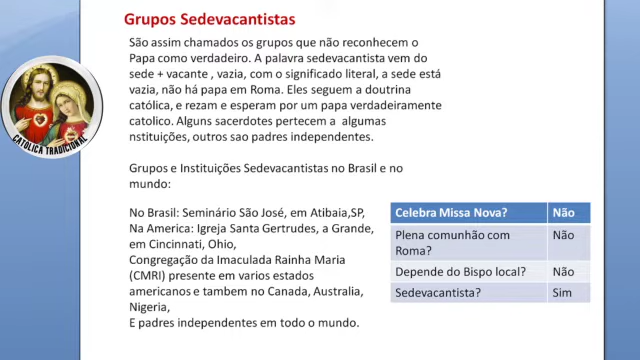 Grupos Sedevacantistas
São assim chamados os grupos que não reconhecem o
Papa como verdadeiro. A palavra sedevacantista vem do
sede + vacante , vazia, com o significado literal, a sede está
vazia, não há papa em Roma. Eles seguem a doutrina
católica, e rezam e esperam por um papa verdadeiramente
catolico. Alguns sacerdotes pertecem a algumas
nstituições, outros sao padres independentes.
Grupos e Instituições Sedevacantistas no Brasil e no
mundo:
No Brasil: Seminário São José, em Atibaia,SP,
Na America: Igreja Santa Gertrudes, a Grande,
em Cincinnati, Ohio,
Congregação da Imaculada Rainha Maria
(CMRI) presente em varios estados
americanos e tambem no Canada, Australia,
Nigeria,
E padres independentes em todo o mundo.
Celebra Missa Nova? Não
Plena comunhão com Não
Roma?
Depende do Bispo local? Não
Sedevacantista? Sim
CATÓLICA TRADICIONAL